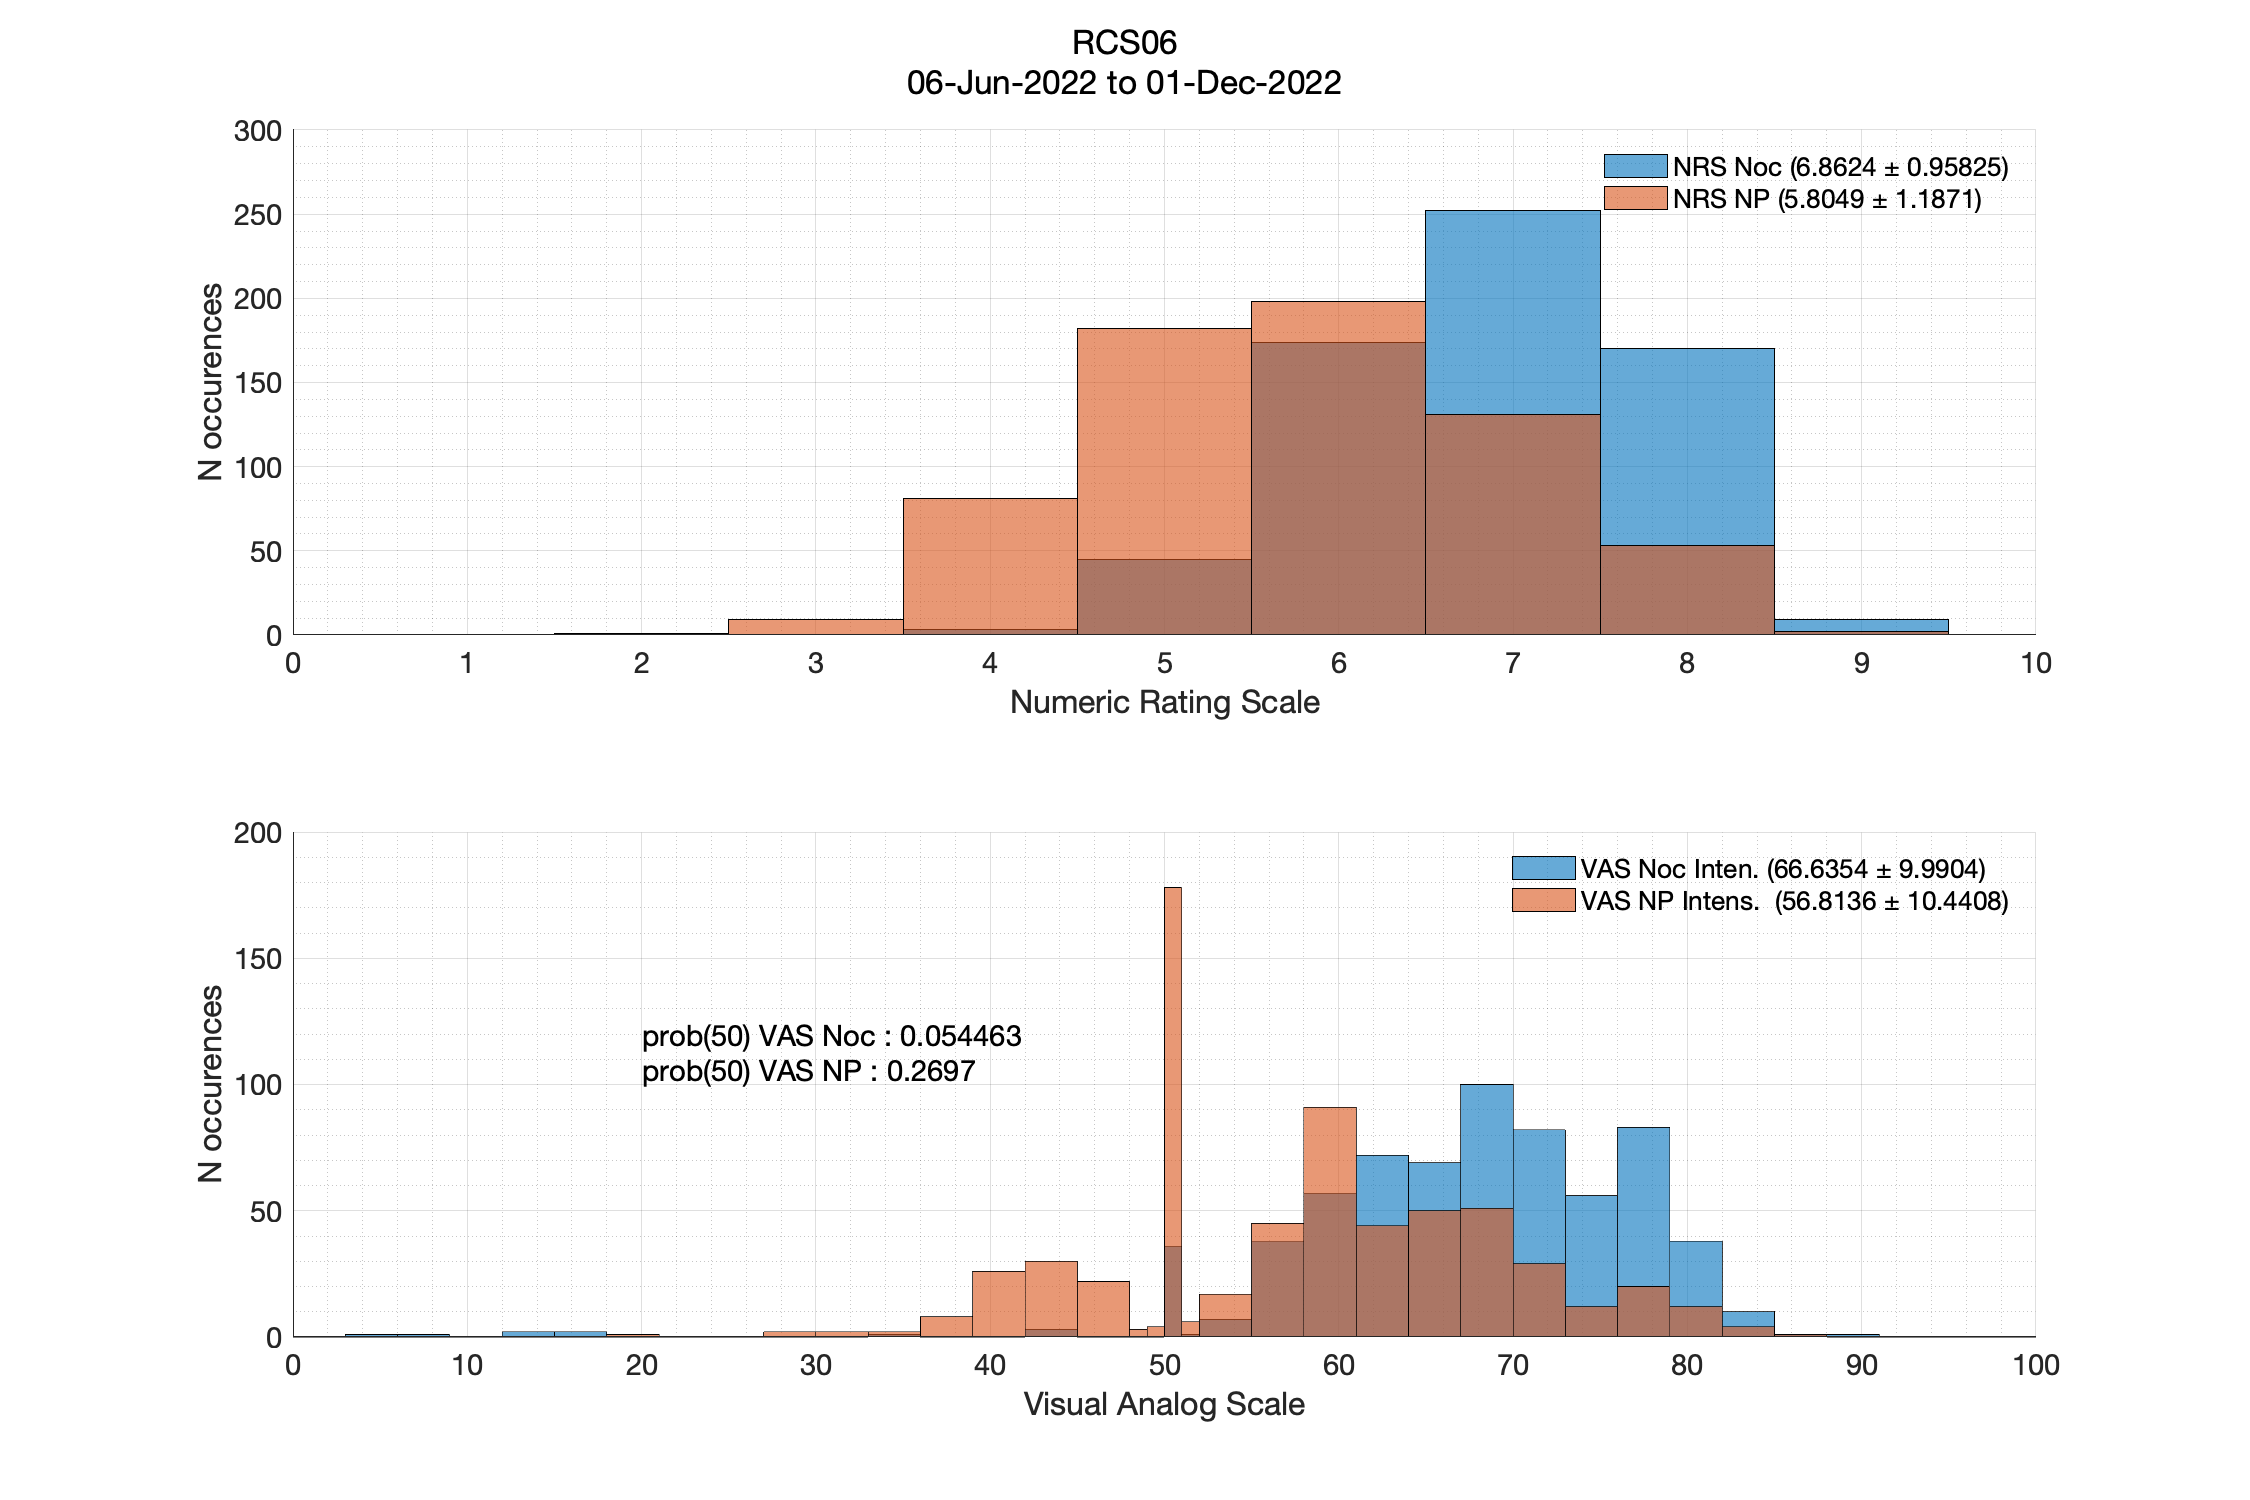 RCS06
06-Jun-2022 to 01-Dec-2022
300
250
200
150
100
50
0
N occurences
NRS Noc (6.8624 ± 0.95825)
NRS NP (5.8049 ± 1.1871)
0 1 2 3 4 5 6 7 8 9 10
Numeric Rating Scale
200
150
100
50
0
N occurences
VAS Noc Inten. (66.6354 ± 9.9904)
VAS NP Intens. (56.8136 ± 10.4408)
prob(50) VAS Noc : 0.054463
prob(50) VAS NP : 0.2697
0 10 20 30 40 50 60 70 80 90 100
Visual Analog Scale